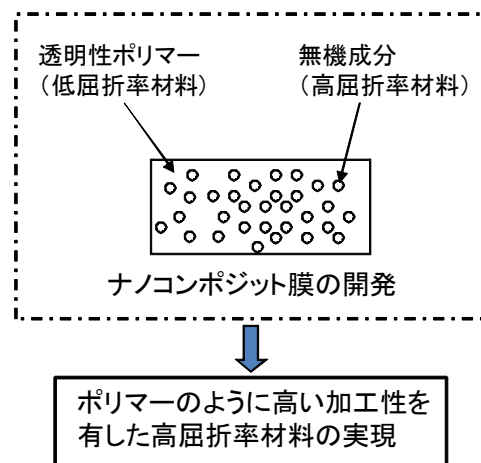 透明性ポリマー
（低屈折率材料）
無機成分
（高屈折率材料）
ナノコンポジット膜の開発
ポリマーのように高い加工性を
有した高屈折率材料の実現